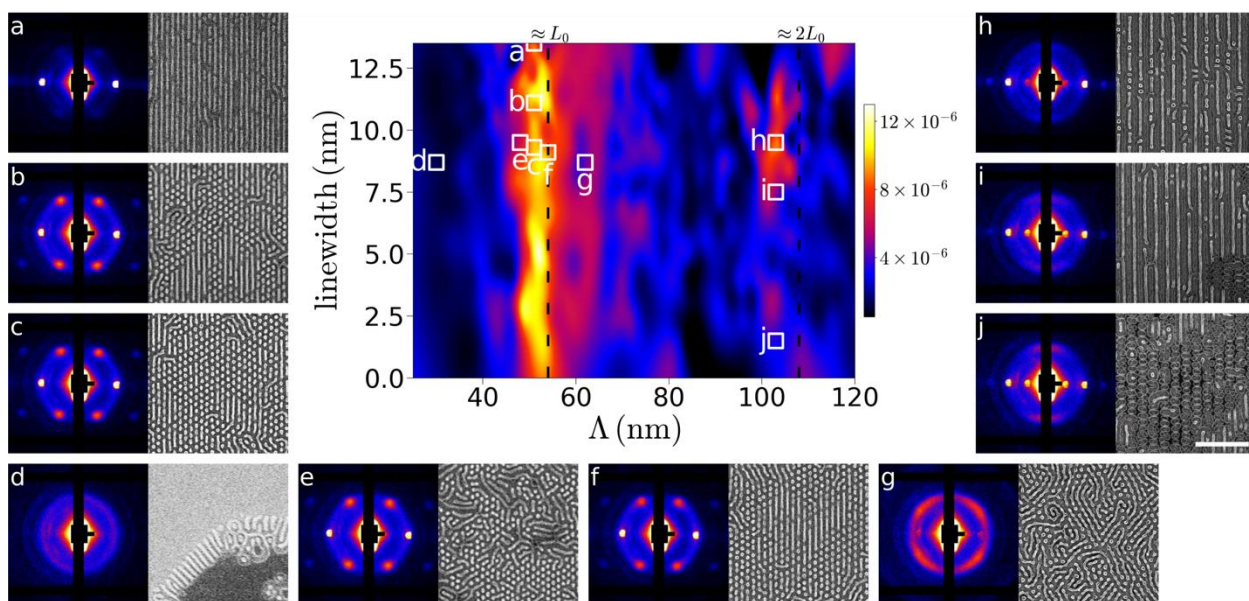 a
b
c
d
e
f
g
h
i
j
≈ L₀
≈ 2L₀
12.5
10.0
7.5
5.0
2.5
0.0
linewidth (nm)
40
60
80
100
120
Λ (nm)
a
b
c
d
e
f
g
h
i
j
12 × 10⁻⁶
8 × 10⁻⁶
4 × 10⁻⁶